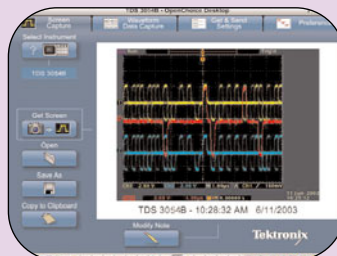 TDS 3054B - OpenChoice Desktop
Screen
Capture
Waveform
Data Capture
Get & Send
Settings
Preferences
Select Instrument
TDS 3054B
Get Screen
Open
Save As
Copy to Clipboard
TDS 3054B - 10:28:32 AM 6/11/2003
Modify Note
Tektronix